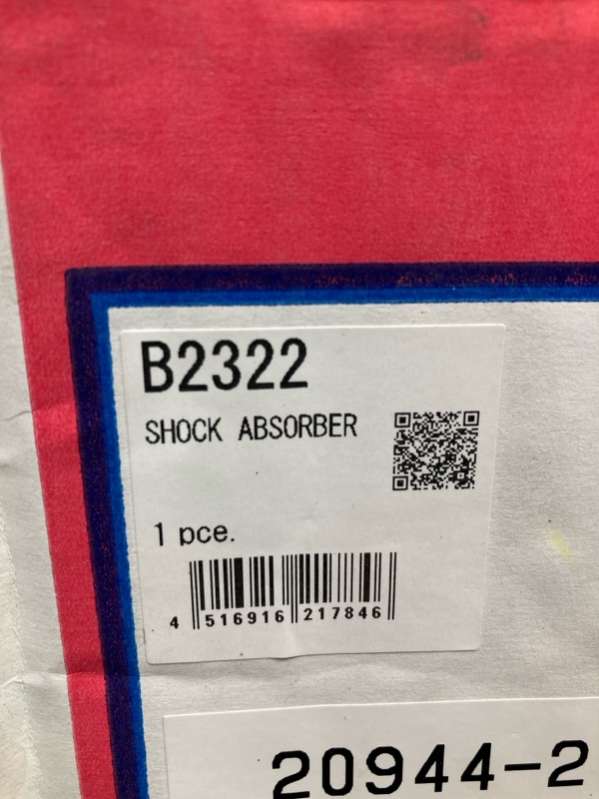 B2322
SHOCK ABSORBER
1 pce.
4 516916 217846
20944-2